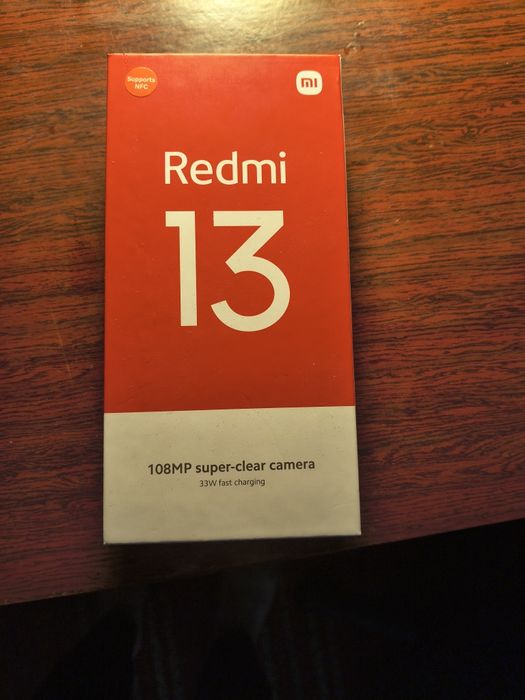 Supports
NFC
mi
Redmi
13
108MP super-clear camera
33W fast charging